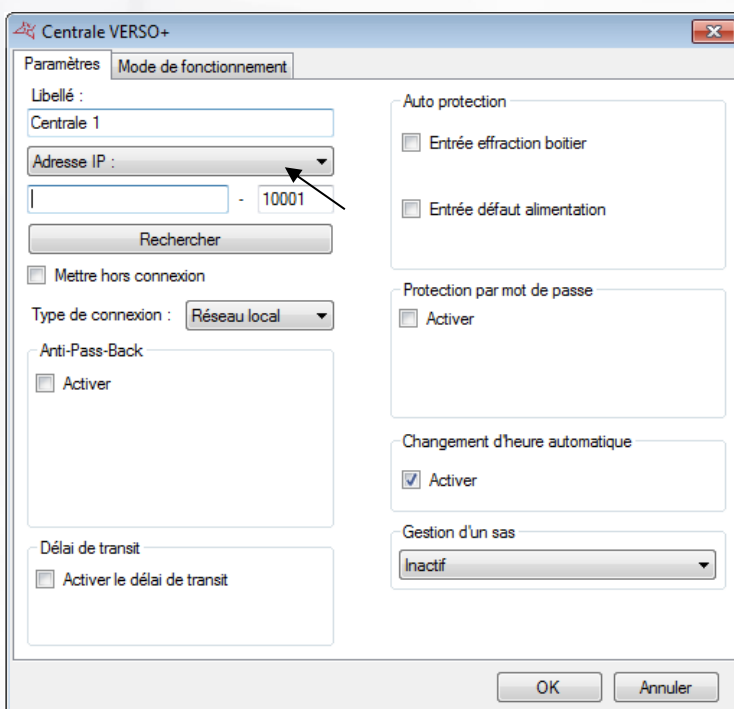 Centrale VERSO+
Paramètres
Mode de fonctionnement
Libellé :
Centrale 1
Adresse IP :
- 10001
Rechercher
Mettre hors connexion
Type de connexion : Réseau local
Anti-Pass-Back
Activer
Délai de transit
Activer le délai de transit
Auto protection
Entrée effraction boitier
Entrée défaut alimentation
Protection par mot de passe
Activer
Changement d'heure automatique
Activer
Gestion d'un sas
Inactif
OK
Annuler